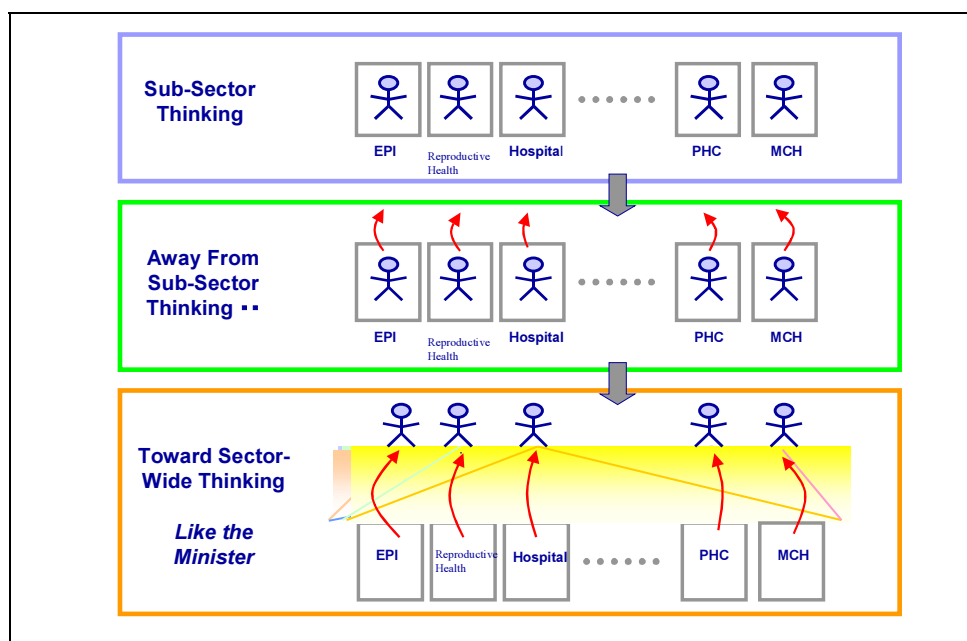 Sub-Sector
Thinking
EPI
Reproductive
Health
Hospital
PHC
MCH
Away From
Sub-Sector
Thinking ··
EPI
Reproductive
Health
Hospital
PHC
MCH
Toward Sector-
Wide Thinking
Like the
Minister
EPI
Reproductive
Health
Hospital
PHC
MCH